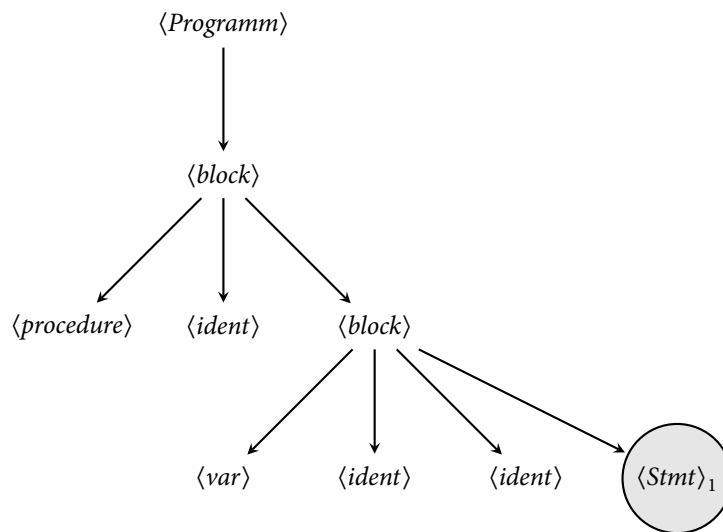 ⟨Programm⟩
⟨block⟩
⟨procedure⟩ ⟨ident⟩ ⟨block⟩
⟨var⟩ ⟨ident⟩ ⟨ident⟩ ⟨Stmt⟩₁